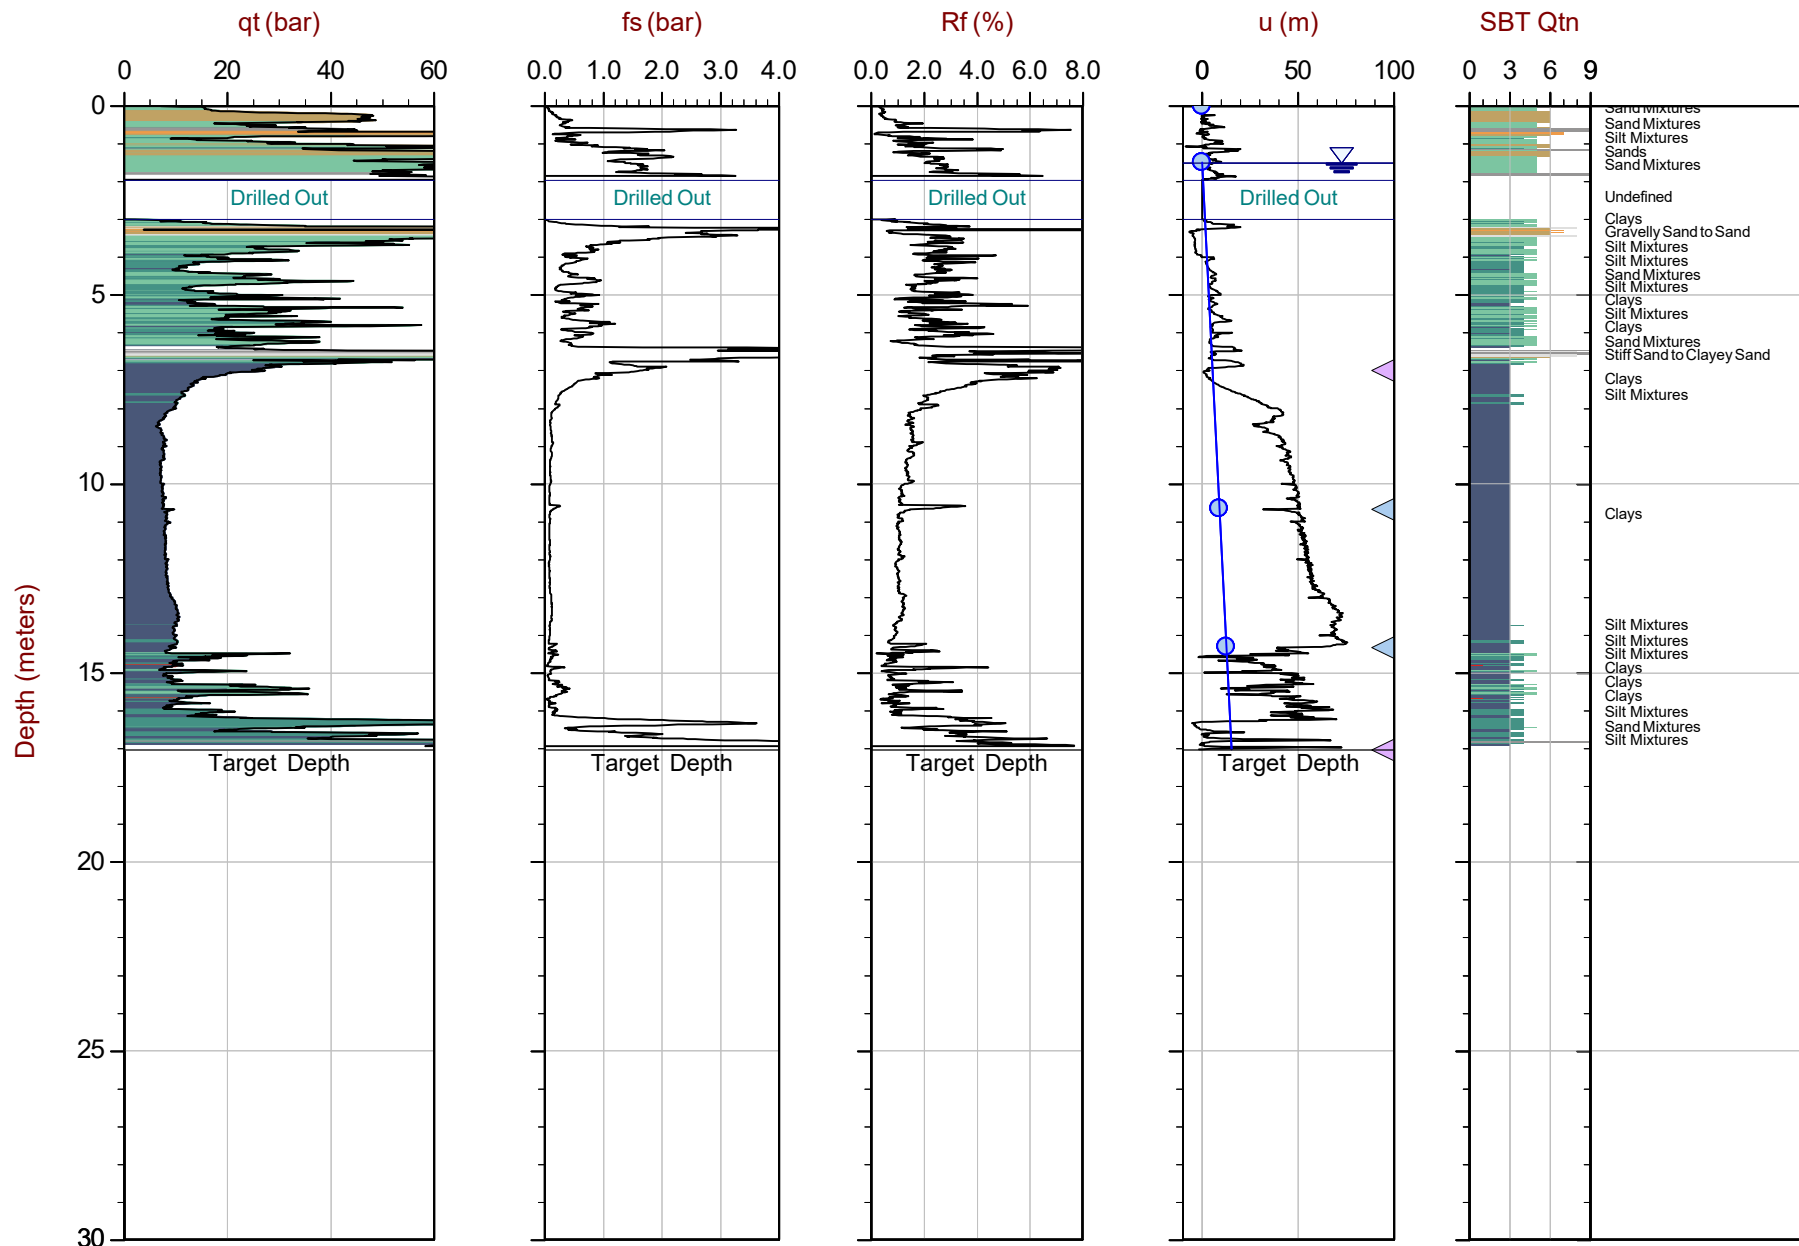 qt (bar) fs (bar) Rf (%) u (m) SBT Qtn
0 20 40 60 0.0 1.0 2.0 3.0 4.0 0.0 2.0 4.0 6.0 8.0 0 50 100 0 3 6 9
0
Sand Mixtures
Sand Mixtures
Silt Mixtures
Sands
Sand Mixtures
Drilled Out Drilled Out Drilled Out Drilled Out Undefined
Clays
Gravelly Sand to Sand
Silt Mixtures
Silt Mixtures
Sand Mixtures
Silt Mixtures
5
Clays
Silt Mixtures
Clays
Sand Mixtures
Stiff Sand to Clayey Sand
Clays
Silt Mixtures
10
Clays
Depth (meters)
Silt Mixtures
Silt Mixtures
Silt Mixtures
15
Clays
Clays
Clays
Silt Mixtures
Sand Mixtures
Silt Mixtures
Target Depth Target Depth Target Depth Target Depth
20
25
30